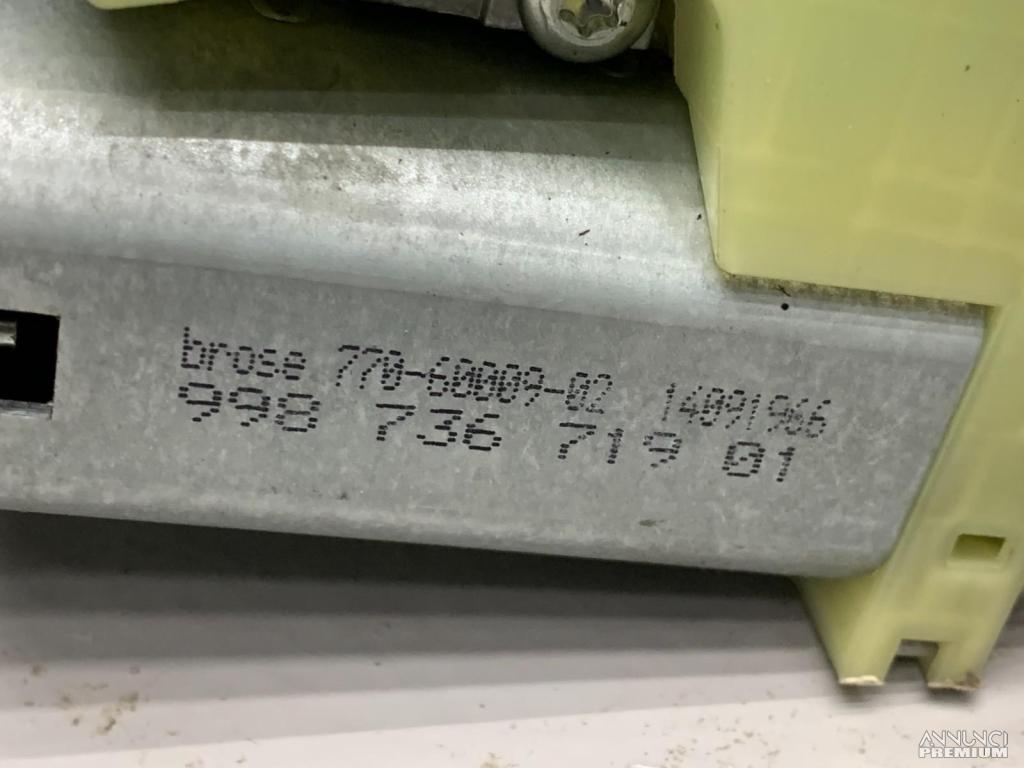 brose 770-60009-02 14091966
998 736 719 01
ANNUNCI
PREMIUM